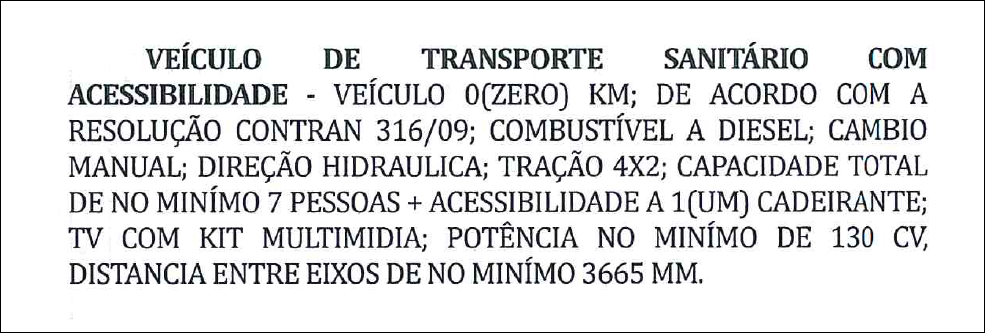 VEÍCULO DE TRANSPORTE SANITÁRIO COM
ACESSIBILIDADE - VEÍCULO 0(ZERO) KM; DE ACORDO COM A
RESOLUÇÃO CONTRAN 316/09; COMBUSTÍVEL A DIESEL; CAMBIO
MANUAL; DIREÇÃO HIDRAULICA; TRAÇÃO 4X2; CAPACIDADE TOTAL
DE NO MINÍMO 7 PESSOAS + ACESSIBILIDADE A 1(UM) CADEIRANTE;
TV COM KIT MULTIMIDIA; POTÊNCIA NO MINÍMO DE 130 CV,
DISTANCIA ENTRE EIXOS DE NO MINÍMO 3665 MM.